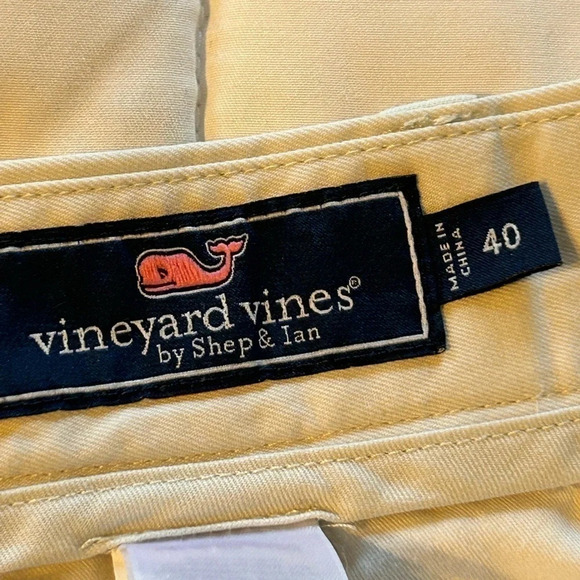 vineyard vines®
by Shep & Ian
MADE IN
CHINA
40